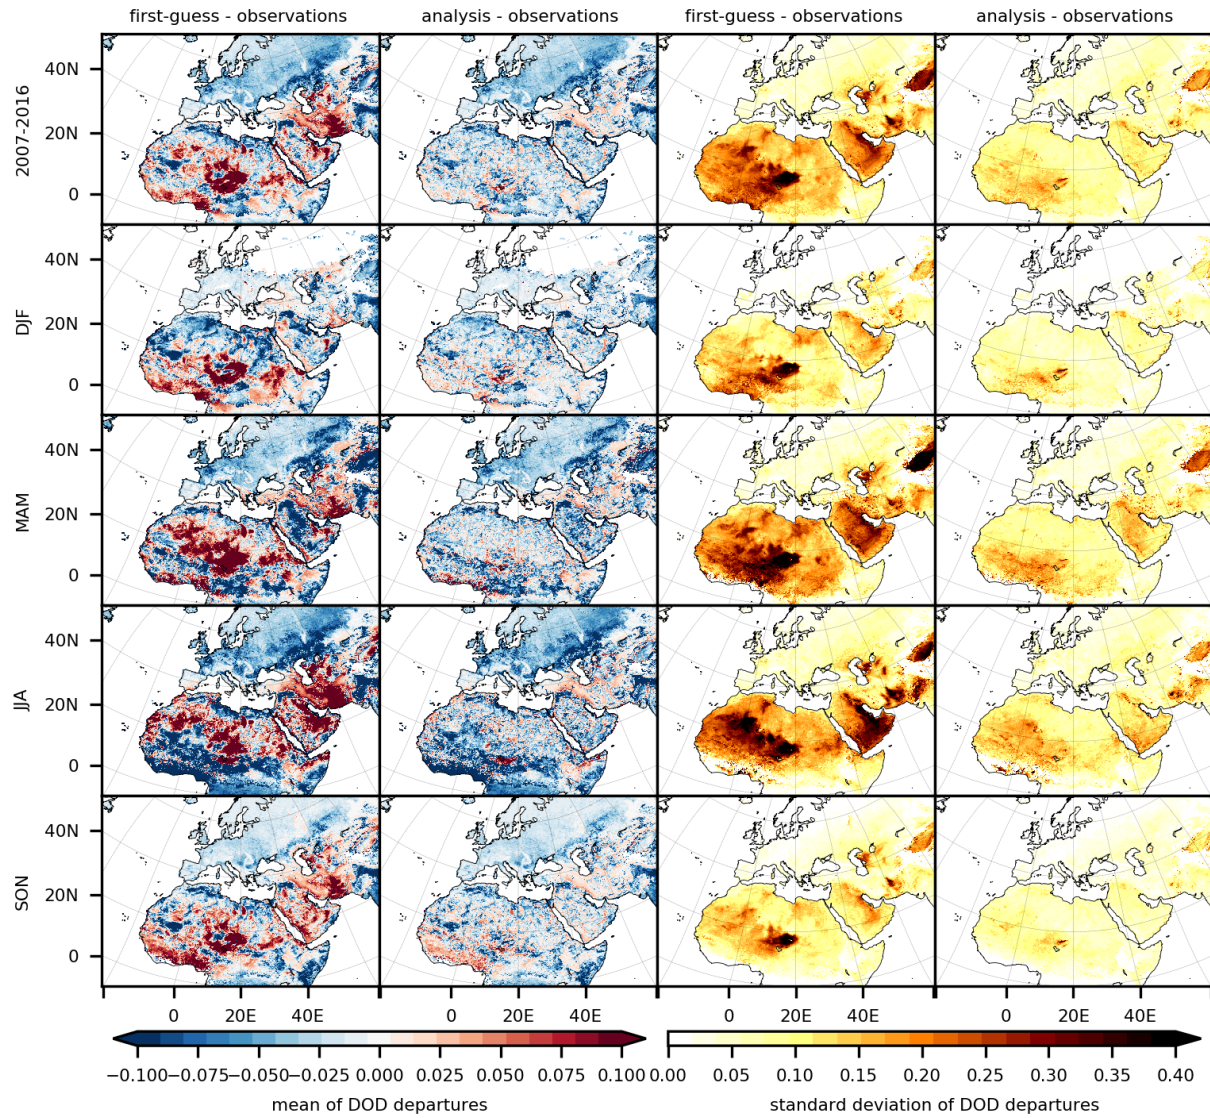 first-guess - observations analysis - observations first-guess - observations analysis - observations
40N
20N
0
2007-2016
40N
20N
0
DJF
40N
20N
0
MAM
40N
20N
0
JJA
40N
20N
0
SON
0 20E 40E 0 20E 40E 0 20E 40E 0 20E 40E
−0.100 −0.075 −0.050 −0.025 0.000 0.025 0.050 0.075 0.100 0.00 0.05 0.10 0.15 0.20 0.25 0.30 0.35 0.40
mean of DOD departures standard deviation of DOD departures